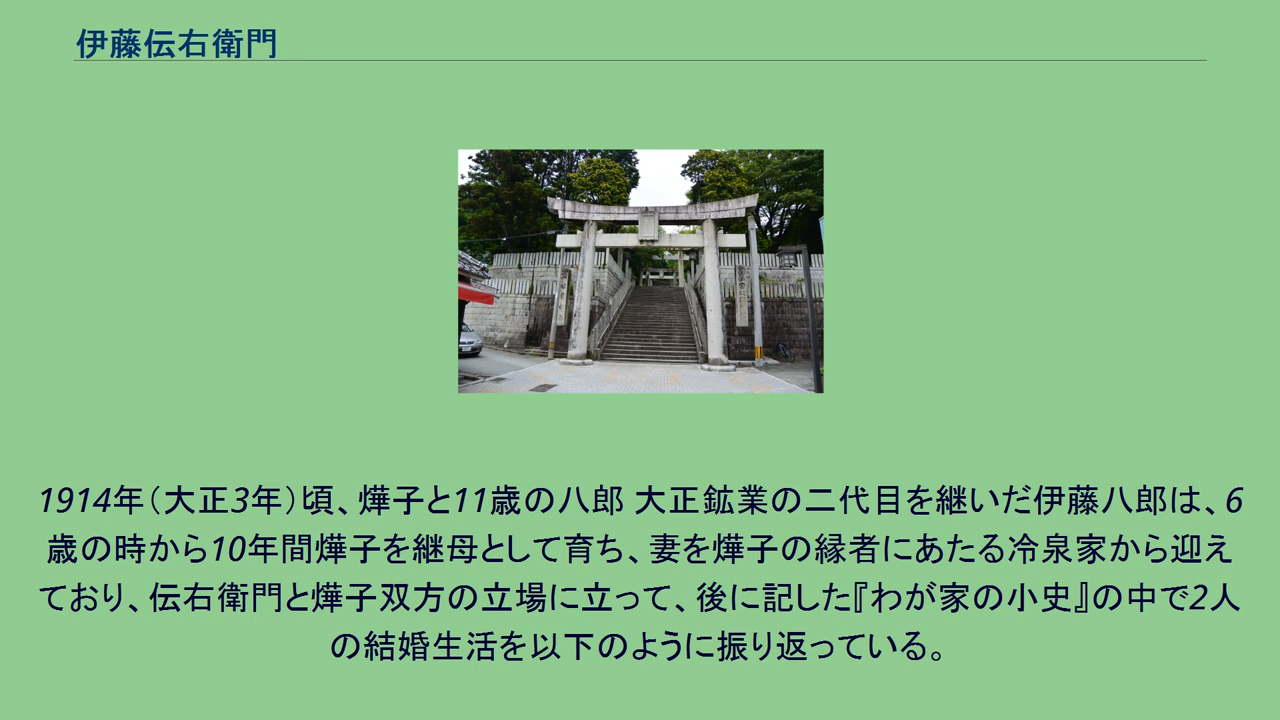 伊藤伝右衛門
1914年（大正3年）頃、燁子と11歳の八郎 大正鉱業の二代目を継いだ伊藤八郎は、6
歳の時から10年間燁子を継母として育ち、妻を燁子の縁者にあたる冷泉家から迎え
ており、伝右衛門と燁子双方の立場に立って、後に記した『わが家の小史』の中で2人
の結婚生活を以下のように振り返っている。